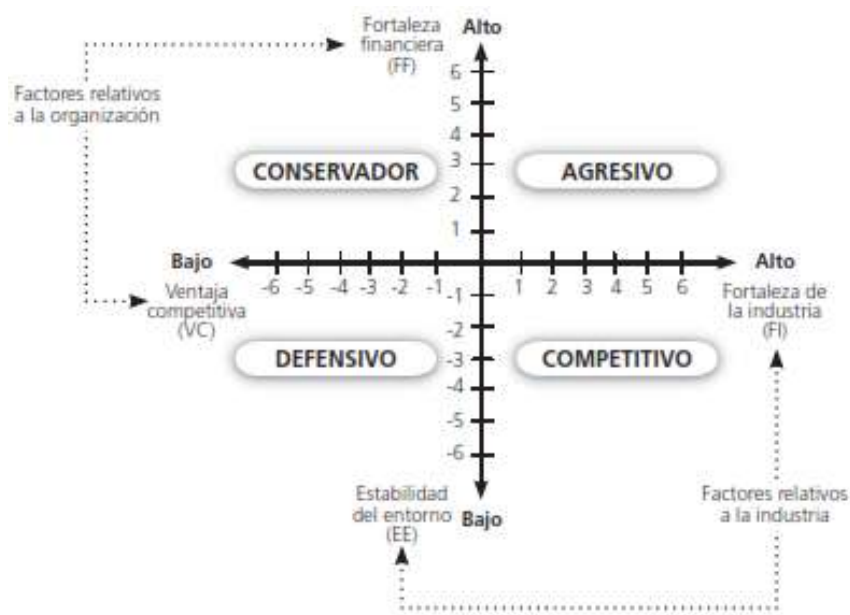 Fortaleza
financiera
(FF)
Alto
Factores relativos
a la organización
6
5
4
3
2
1
CONSERVADOR
AGRESIVO
Bajo
Alto
-6 -5 -4 -3 -2 -1
1 2 3 4 5 6
Ventaja
competitiva
(VC)
Fortaleza de
la industria
(FI)
-1
-2
-3
-4
-5
-6
DEFENSIVO
COMPETITIVO
Estabilidad
del entorno
(EE)
Bajo
Factores relativos
a la industria